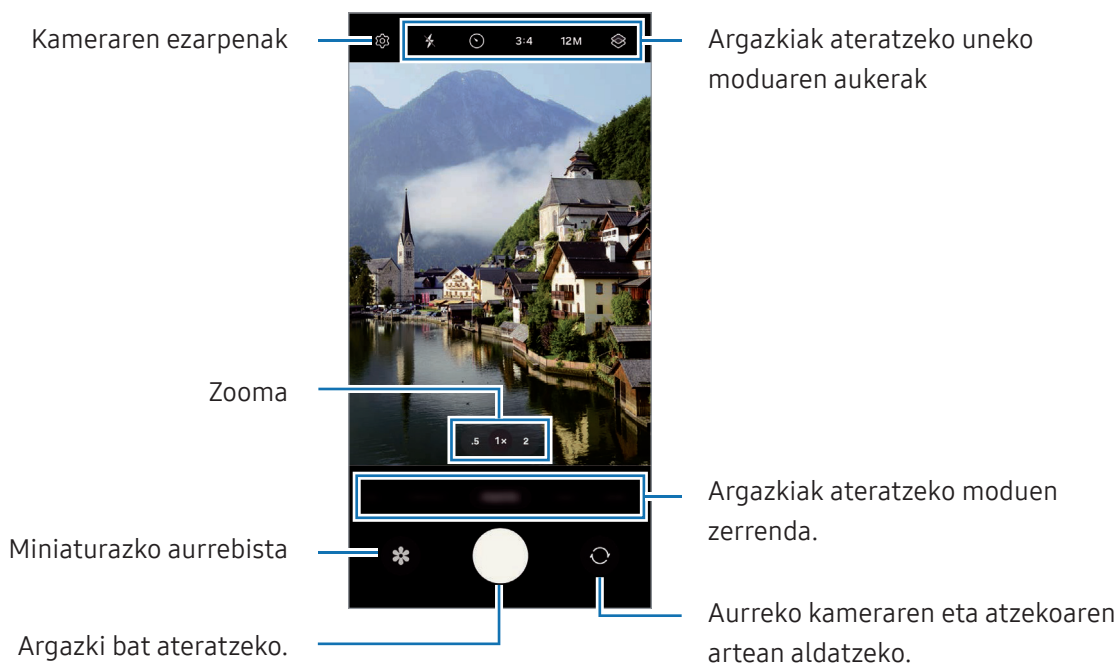 Kameraren ezarpenak
3:4
12M
Argazkiak ateratzeko uneko
moduaren aukerak
Zooma
.5 1× 2
Argazkiak ateratzeko moduen
zerrenda.
Miniaturazko aurrebista
Argazki bat ateratzeko.
Aurreko kameraren eta atzekoaren
artean aldatzeko.